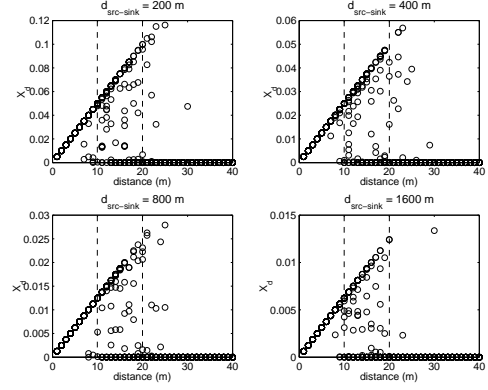 d_src-sink = 200 m
0.12
0.1
0.08
0.06
0.04
0.02
0
X_d
0 10 20 30 40
distance (m)
d_src-sink = 400 m
0.06
0.05
0.04
0.03
0.02
0.01
0
X_d
0 10 20 30 40
distance (m)
d_src-sink = 800 m
0.03
0.025
0.02
0.015
0.01
0.005
0
X_d
0 10 20 30 40
distance (m)
d_src-sink = 1600 m
0.015
0.01
0.005
0
X_d
0 10 20 30 40
distance (m)